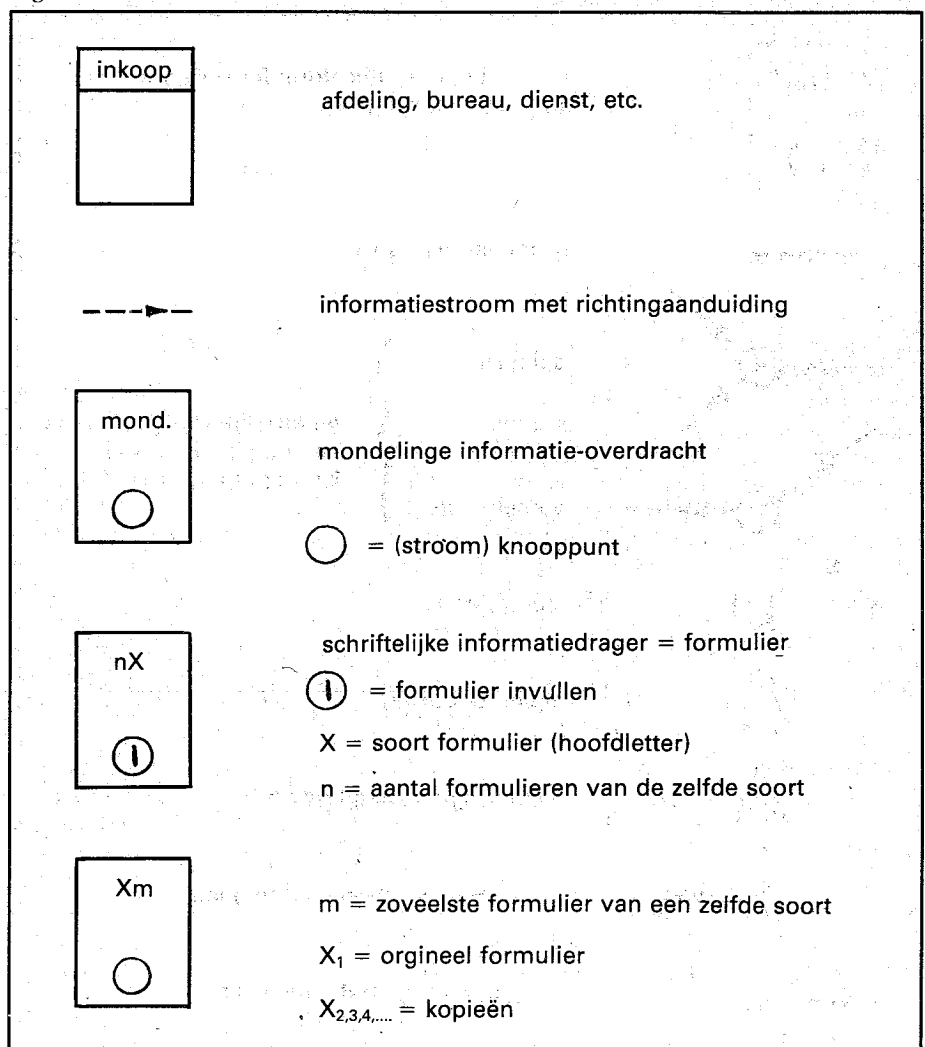 inkoop
afdeling, bureau, dienst, etc.
informatiestroom met richtingaanduiding
mond.
mondelinge informatie-overdracht
= (stroom) knooppunt
nX
schriftelijke informatiedrager = formulier
= formulier invullen
X = soort formulier (hoofdletter)
n = aantal formulieren van de zelfde soort
Xm
m = zoveelste formulier van een zelfde soort
X₁ = orgineel formulier
X₂,₃,₄,.... = kopieën